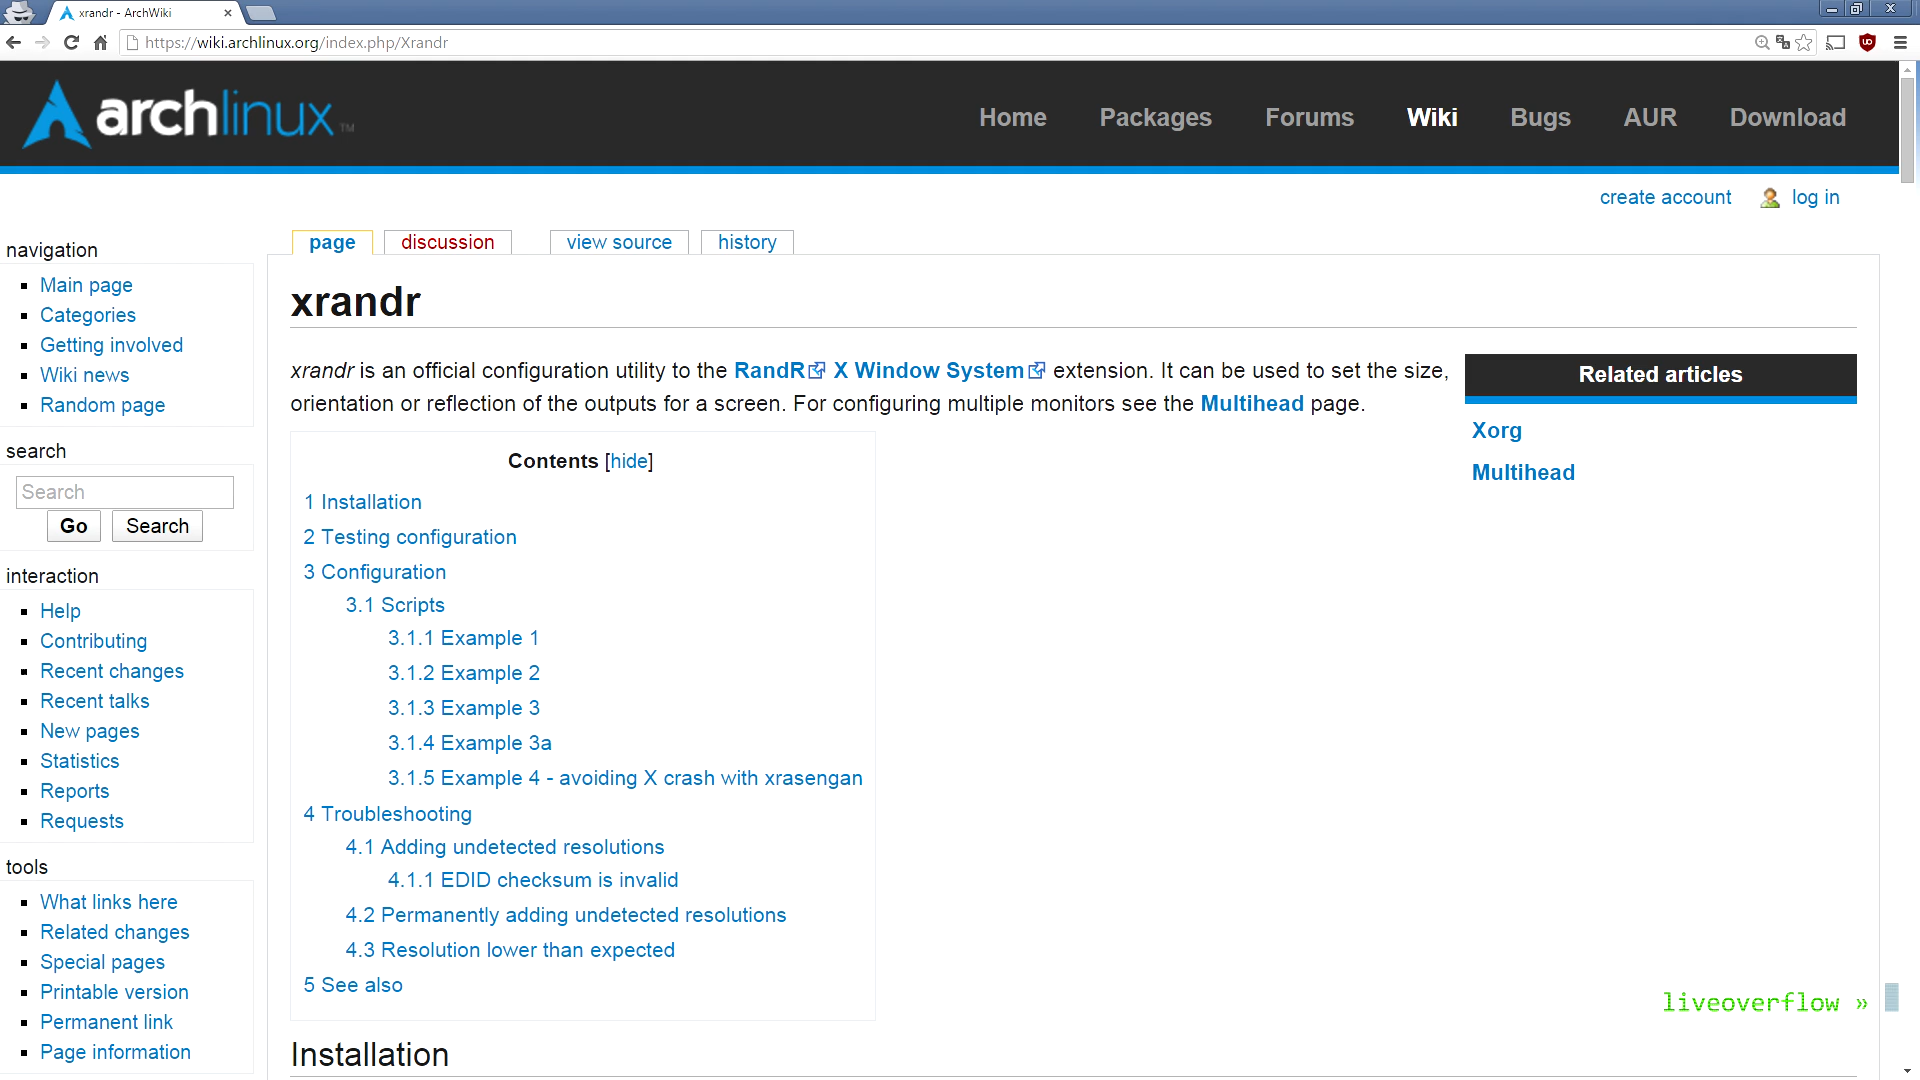 xrandr - ArchWiki
https://wiki.archlinux.org/index.php/Xrandr
archlinux™
Home Packages Forums Wiki Bugs AUR Download
create account log in
page discussion view source history
navigation
Main page
Categories
Getting involved
Wiki news
Random page
search
Search
Go Search
interaction
Help
Contributing
Recent changes
Recent talks
New pages
Statistics
Reports
Requests
tools
What links here
Related changes
Special pages
Printable version
Permanent link
Page information
xrandr
xrandr is an official configuration utility to the RandR X Window System extension. It can be used to set the size,
orientation or reflection of the outputs for a screen. For configuring multiple monitors see the Multihead page.
Related articles
Xorg
Multihead
Contents [hide]
1 Installation
2 Testing configuration
3 Configuration
3.1 Scripts
3.1.1 Example 1
3.1.2 Example 2
3.1.3 Example 3
3.1.4 Example 3a
3.1.5 Example 4 - avoiding X crash with xrasengan
4 Troubleshooting
4.1 Adding undetected resolutions
4.1.1 EDID checksum is invalid
4.2 Permanently adding undetected resolutions
4.3 Resolution lower than expected
5 See also
Installation
liveoverflow »